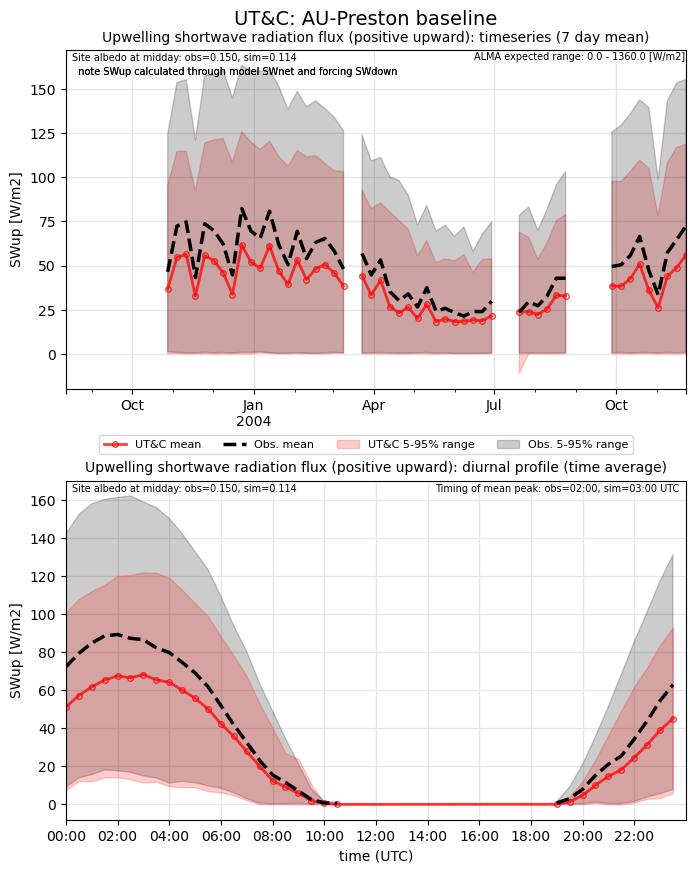 UT&C: AU-Preston baseline
Upwelling shortwave radiation flux (positive upward): timeseries (7 day mean)
Site albedo at midday: obs=0.150, sim=0.114
ALMA expected range: 0.0 - 1360.0 [W/m2]
note SWup calculated through model SWnet and forcing SWdown
SWup [W/m2]
150
125
100
75
50
25
0
Oct
Jan
2004
Apr
Jul
Oct
UT&C mean
Obs. mean
UT&C 5-95% range
Obs. 5-95% range
Upwelling shortwave radiation flux (positive upward): diurnal profile (time average)
Site albedo at midday: obs=0.150, sim=0.114
Timing of mean peak: obs=02:00, sim=03:00 UTC
SWup [W/m2]
160
140
120
100
80
60
40
20
0
00:00 02:00 04:00 06:00 08:00 10:00 12:00 14:00 16:00 18:00 20:00 22:00
time (UTC)